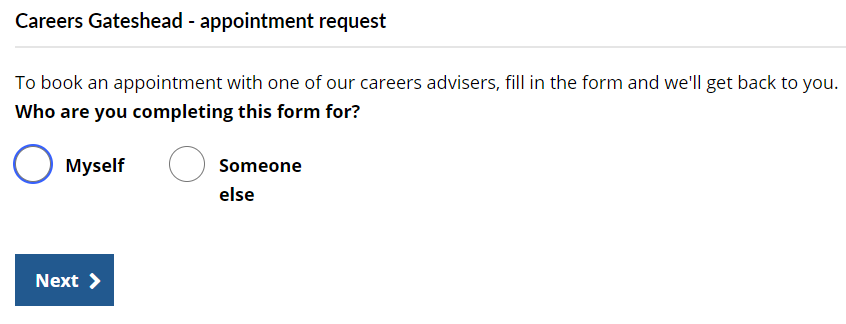 Careers Gateshead - appointment request
To book an appointment with one of our careers advisers, fill in the form and we'll get back to you.
Who are you completing this form for?
Myself
Someone
else
Next